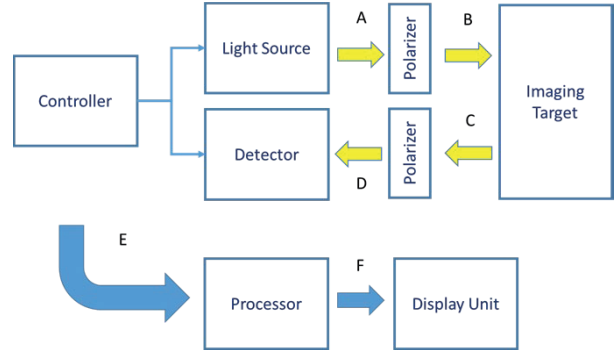 A
B
Light Source
Polarizer
Controller
Imaging
Target
C
Detector
Polarizer
D
E
F
Processor
Display Unit